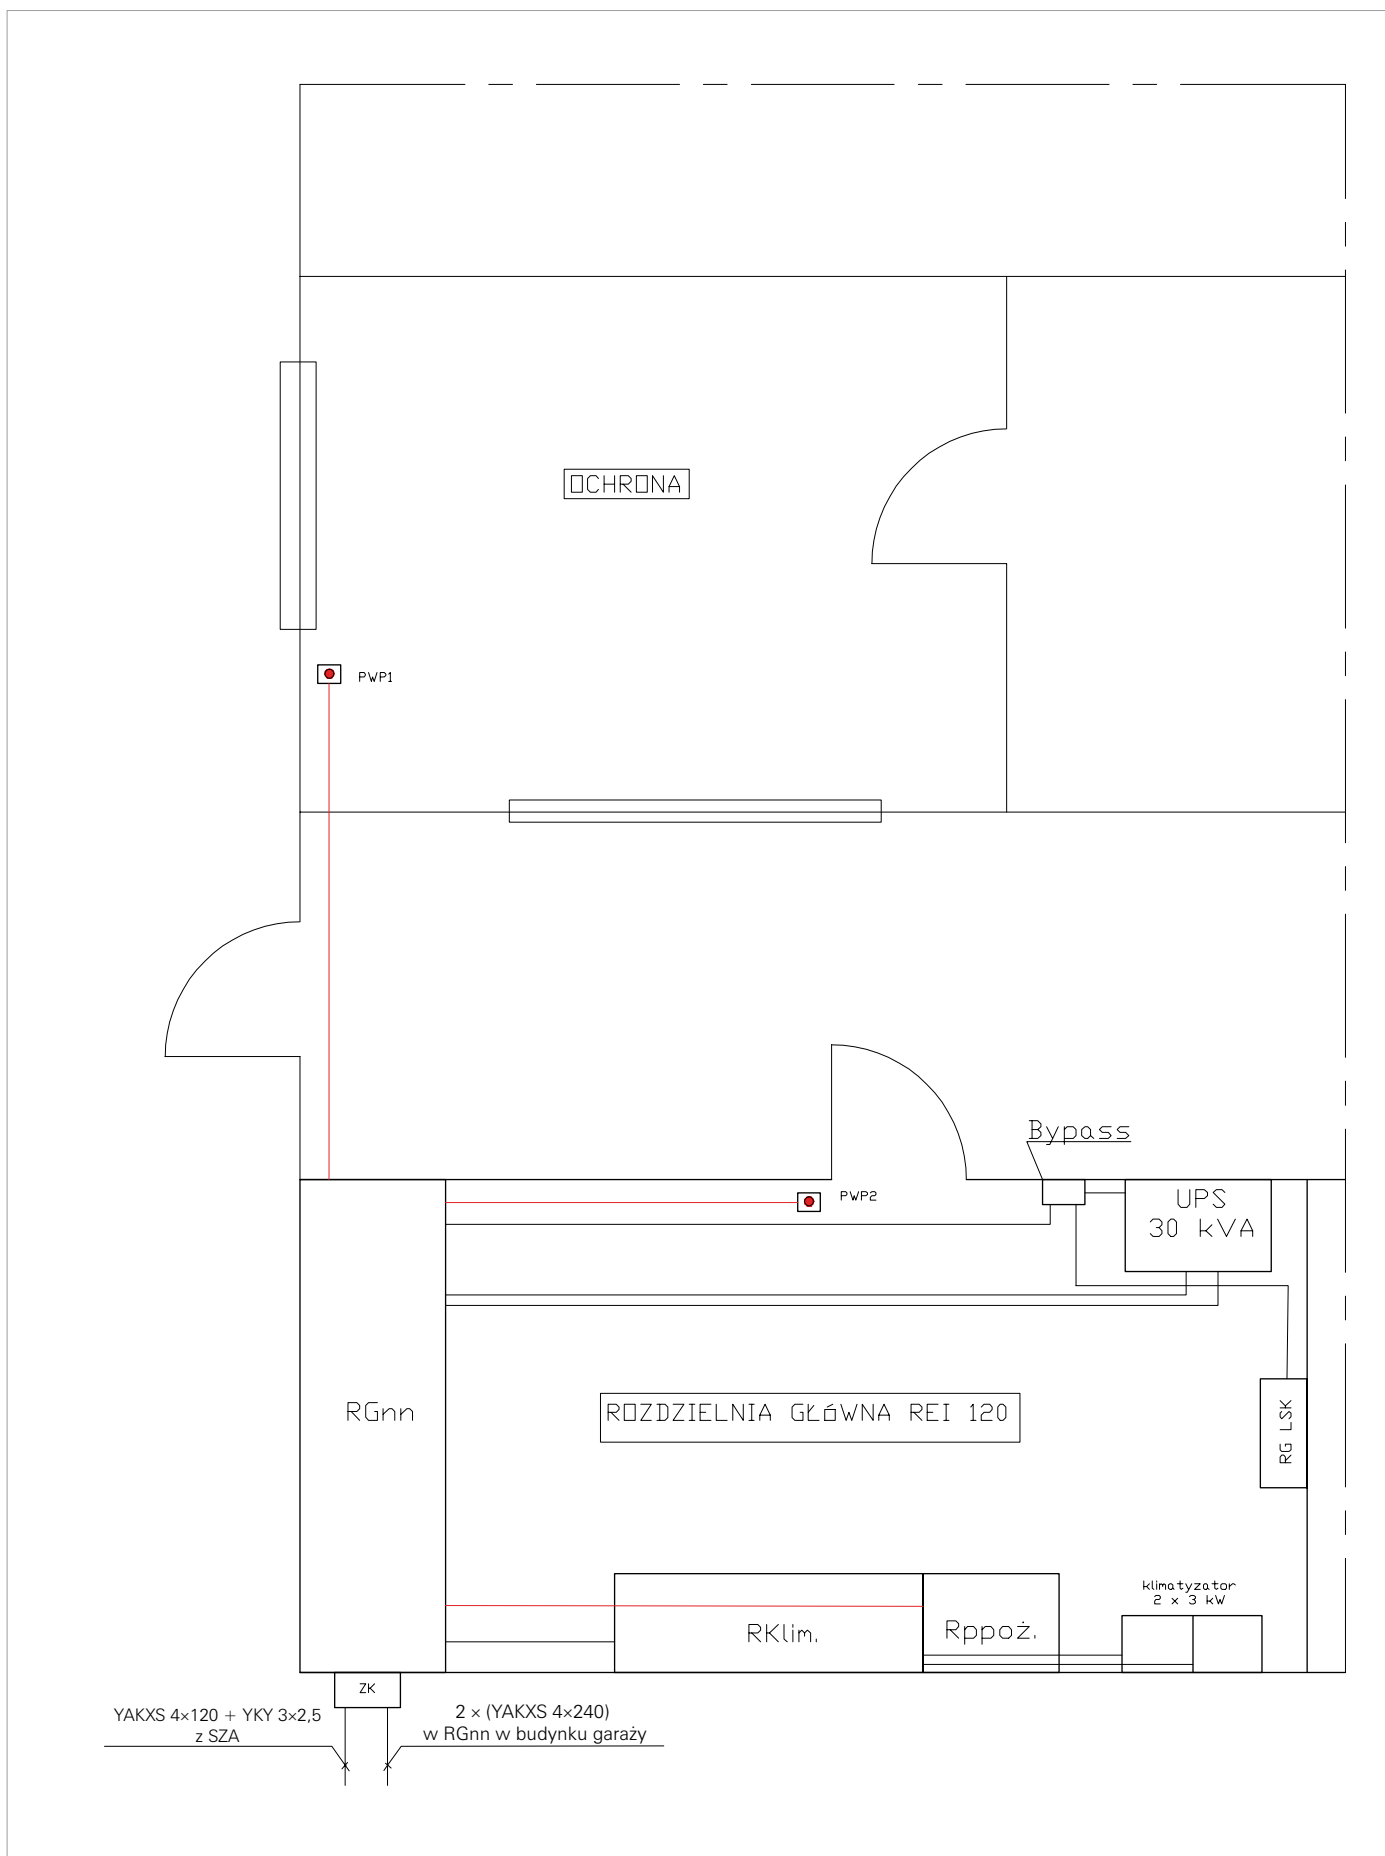 OCHRONA
PWP1
Bypass
PWP2
UPS
30 kVA
RGnn
ROZDZIELNIA GŁóWNA REI 120
RG LSK
klimatyzator
2 x 3 kW
RKlim.
Rppoż.
ZK
YAKXS 4×120 + YKY 3×2,5
z SZA
2 × (YAKXS 4×240)
w RGnn w budynku garaży